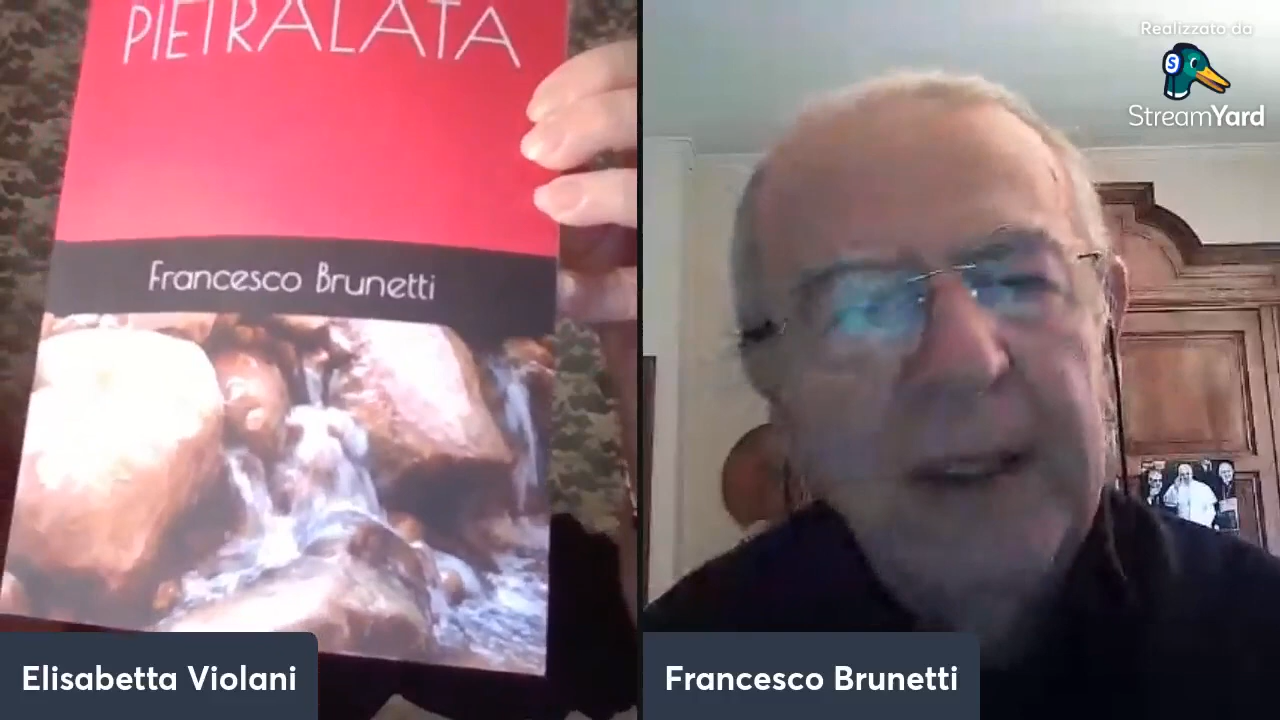 PIETRALATA
Francesco Brunetti
Elisabetta Violani
Realizzato da
StreamYard
Francesco Brunetti